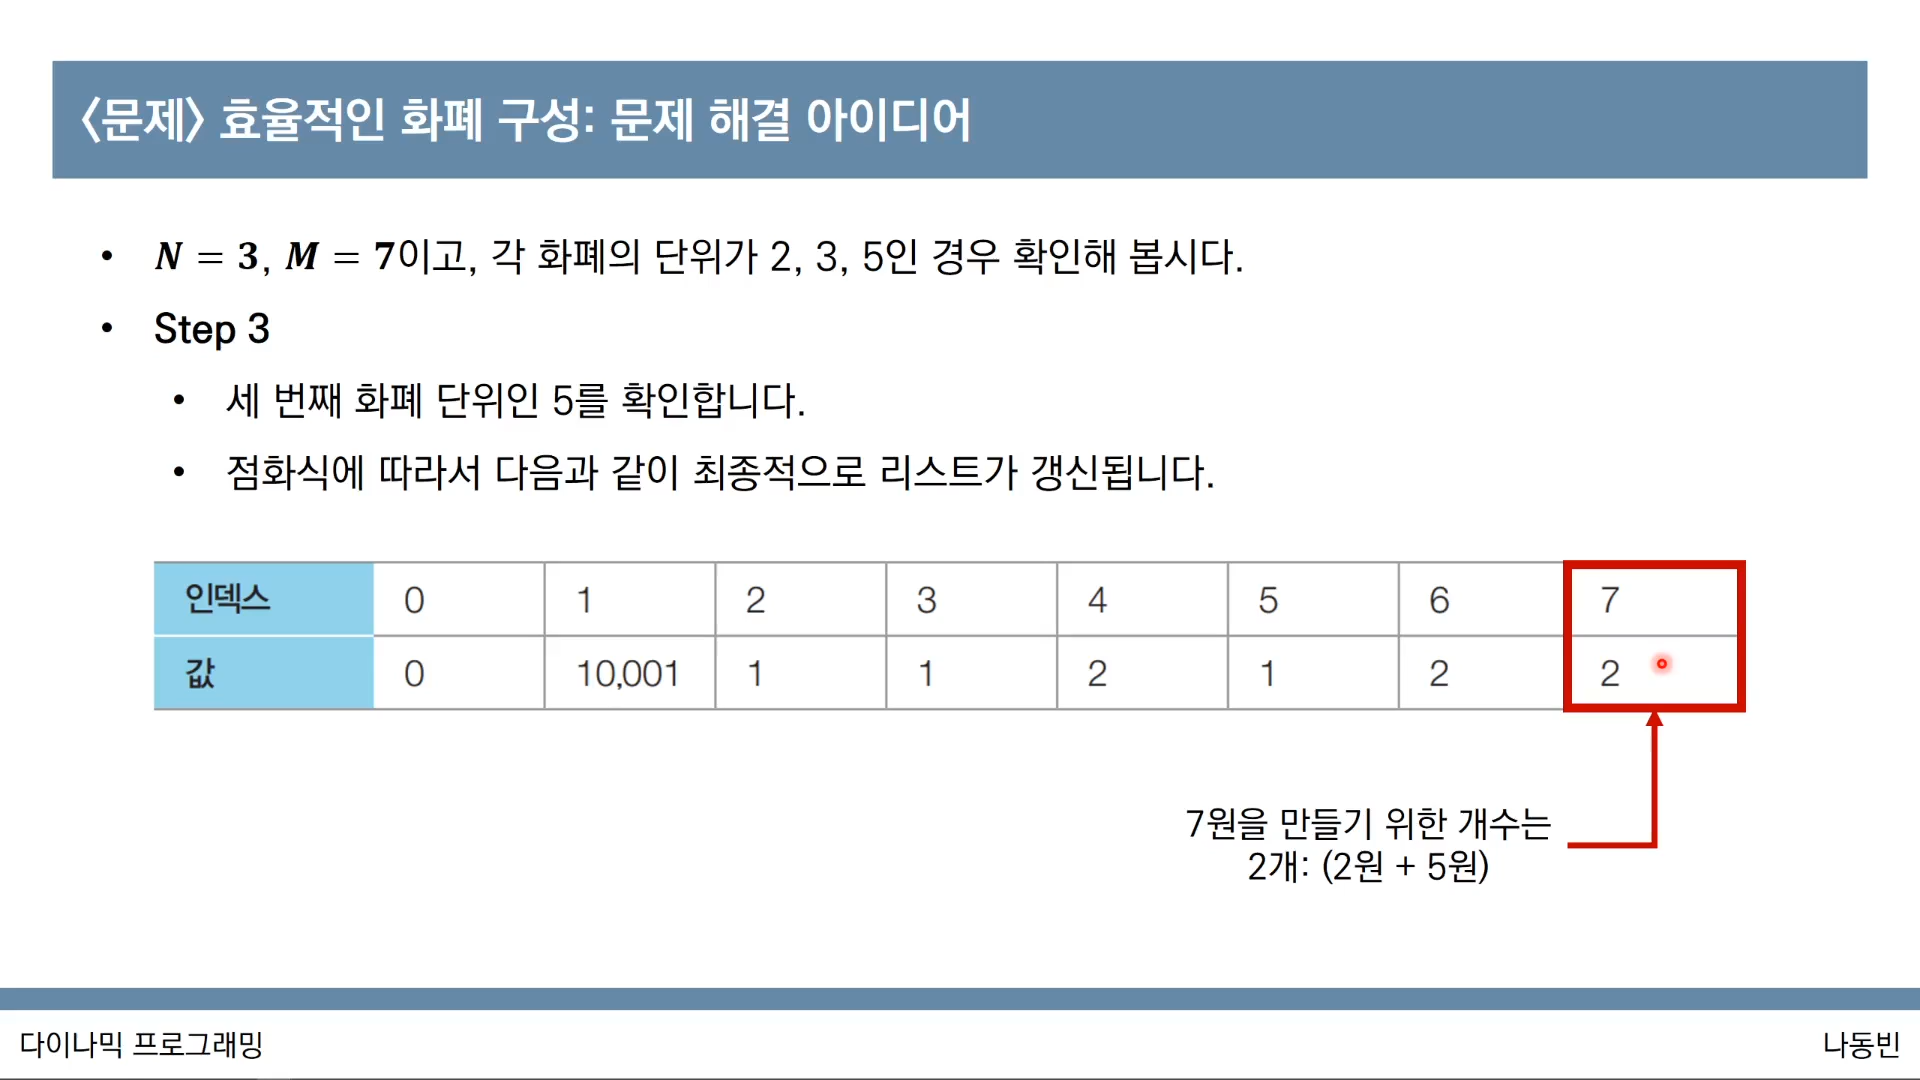 〈문제〉 효율적인 화폐 구성: 문제 해결 아이디어
• N = 3, M = 7이고, 각 화폐의 단위가 2, 3, 5인 경우 확인해 봅시다.
• Step 3
• 세 번째 화폐 단위인 5를 확인합니다.
• 점화식에 따라서 다음과 같이 최종적으로 리스트가 갱신됩니다.
인덱스 0 1 2 3 4 5 6 7
값 0 10,001 1 1 2 1 2 2
7원을 만들기 위한 개수는
2개: (2원 + 5원)
다이나믹 프로그래밍
나동빈